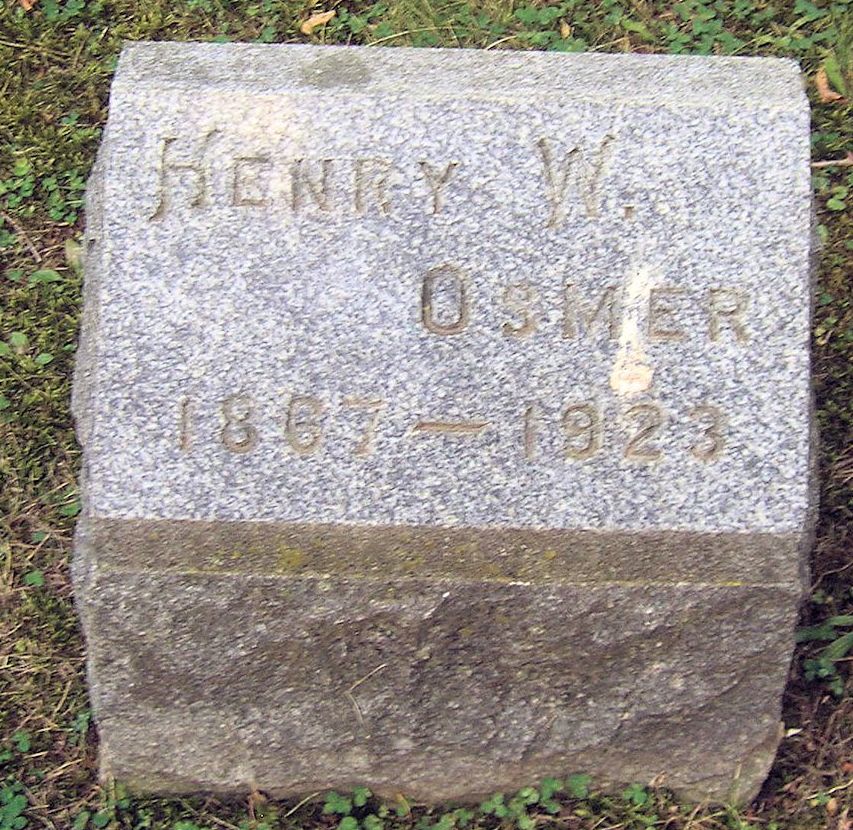 HENRY W.
OSMER
1867 — 1923